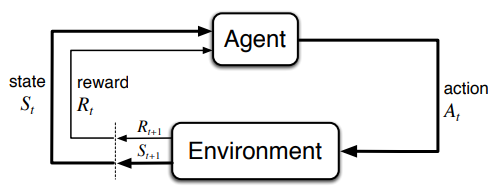 Agent
state
S_t
reward
R_t
action
A_t
R_{t+1}
S_{t+1}
Environment